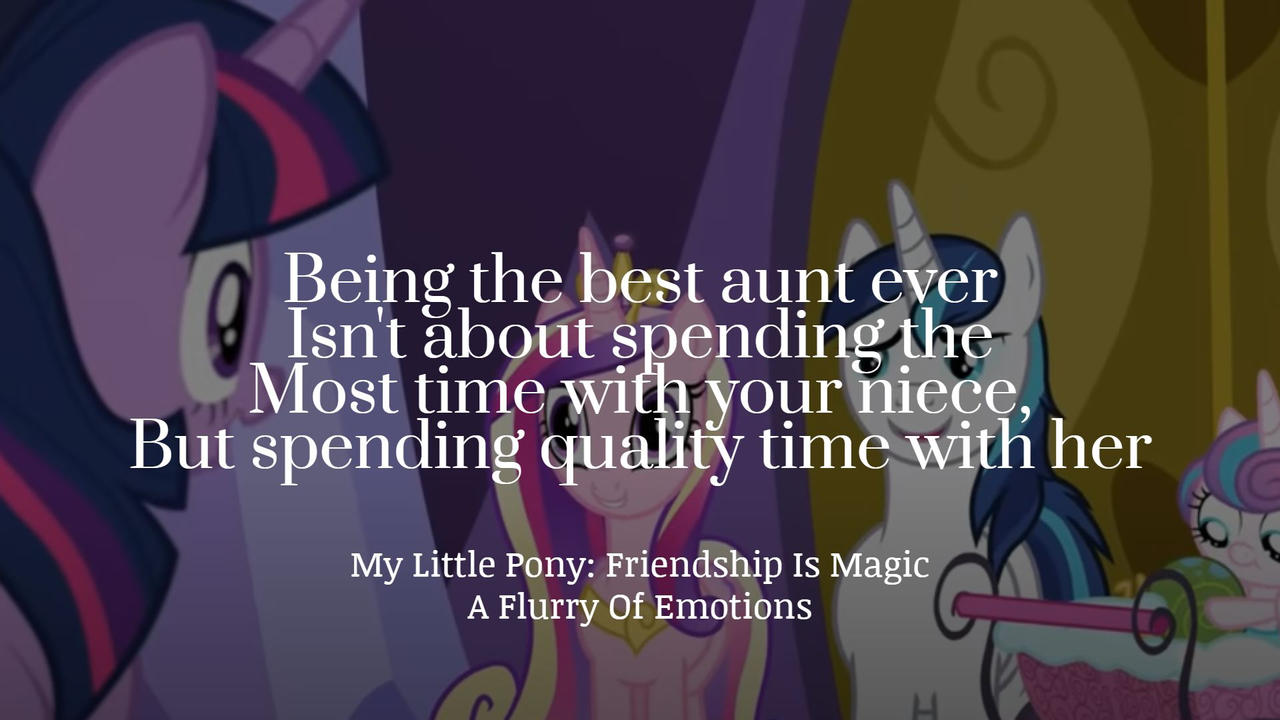 Being the best aunt ever
Isn't about spending the
Most time with your niece,
But spending quality time with her
My Little Pony: Friendship Is Magic
A Flurry Of Emotions